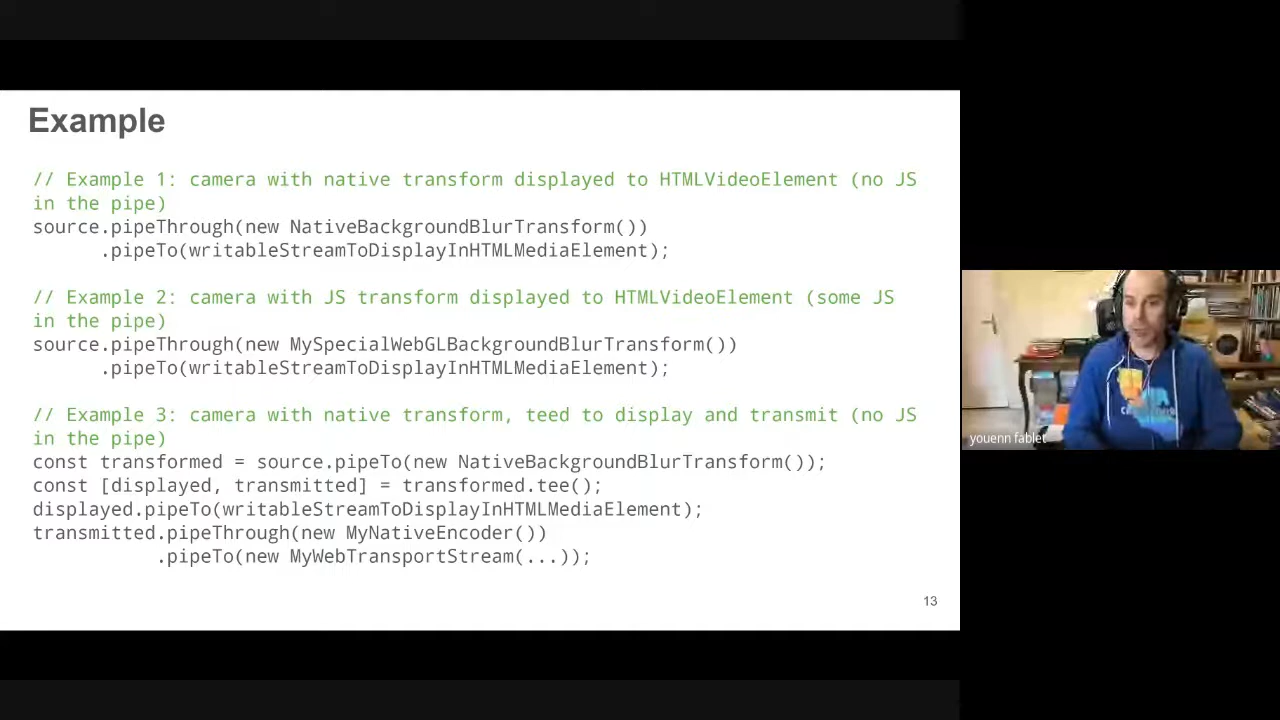 Example
// Example 1: camera with native transform displayed to HTMLVideoElement (no JS
in the pipe)
source.pipeThrough(new NativeBackgroundBlurTransform())
.pipeTo(writableStreamToDisplayInHTMLMediaElement);
// Example 2: camera with JS transform displayed to HTMLVideoElement (some JS
in the pipe)
source.pipeThrough(new MySpecialWebGLBackgroundBlurTransform())
.pipeTo(writableStreamToDisplayInHTMLMediaElement);
// Example 3: camera with native transform, teed to display and transmit (no JS
in the pipe)
const transformed = source.pipeTo(new NativeBackgroundBlurTransform());
const [displayed, transmitted] = transformed.tee();
displayed.pipeTo(writableStreamToDisplayInHTMLMediaElement);
transmitted.pipeThrough(new MyNativeEncoder())
.pipeTo(new MyWebTransportStream(...));
13
youenn fablet